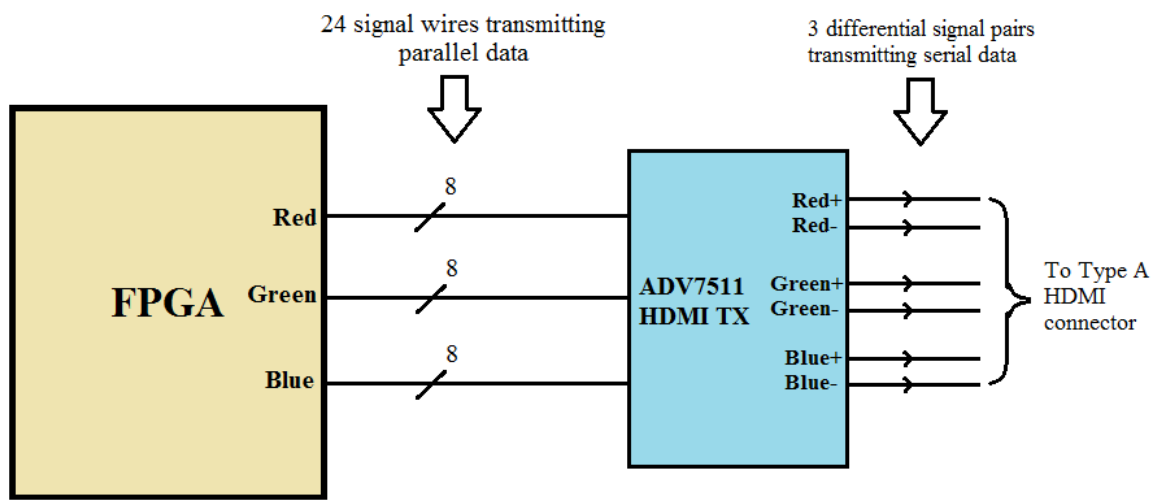 24 signal wires transmitting
parallel data
3 differential signal pairs
transmitting serial data
8
Red
8
Green
8
Blue
FPGA
ADV7511
HDMI TX
Red+
Red-
Green+
Green-
Blue+
Blue-
To Type A
HDMI
connector